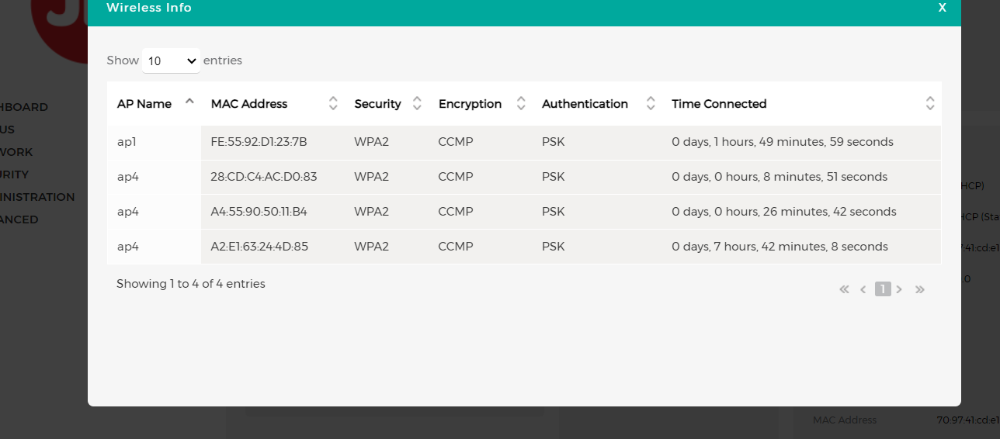 Wireless Info X
Show 10 entries
AP Name MAC Address Security Encryption Authentication Time Connected
ap1 FE:55:92:D1:23:7B WPA2 CCMP PSK 0 days, 1 hours, 49 minutes, 59 seconds
ap4 28:CD:C4:AC:D0:83 WPA2 CCMP PSK 0 days, 0 hours, 8 minutes, 51 seconds
ap4 A4:55:90:50:11:B4 WPA2 CCMP PSK 0 days, 0 hours, 26 minutes, 42 seconds
ap4 A2:E1:63:24:4D:85 WPA2 CCMP PSK 0 days, 7 hours, 42 minutes, 8 seconds
Showing 1 to 4 of 4 entries
« ‹ 1 › »
HBOARD
US
WORK
URITY
INISTRATION
ANCED
HCP)
HCP (Sta
7:41:cd:e1
.0
MAC Address 70:97:41:cd:e1